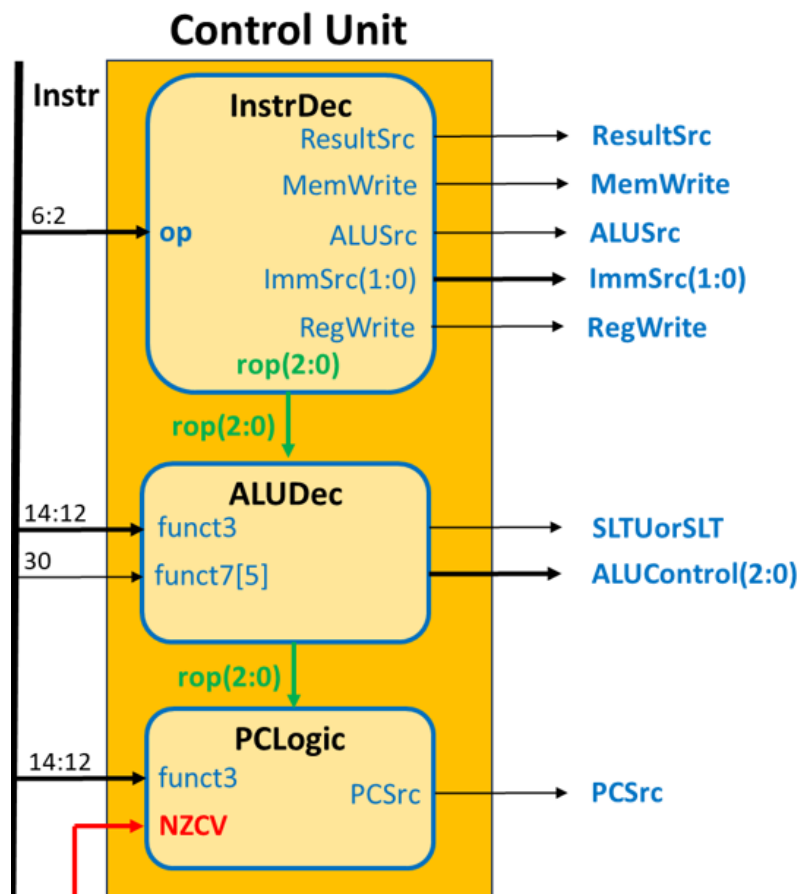 Control Unit
Instr
InstrDec
ResultSrc
ResultSrc
MemWrite
MemWrite
6:2
op
ALUSrc
ALUSrc
ImmSrc(1:0)
ImmSrc(1:0)
RegWrite
RegWrite
rop(2:0)
rop(2:0)
ALUDec
14:12
funct3
SLTUorSLT
30
funct7[5]
ALUControl(2:0)
rop(2:0)
PCLogic
14:12
funct3
PCSrc
PCSrc
NZCV